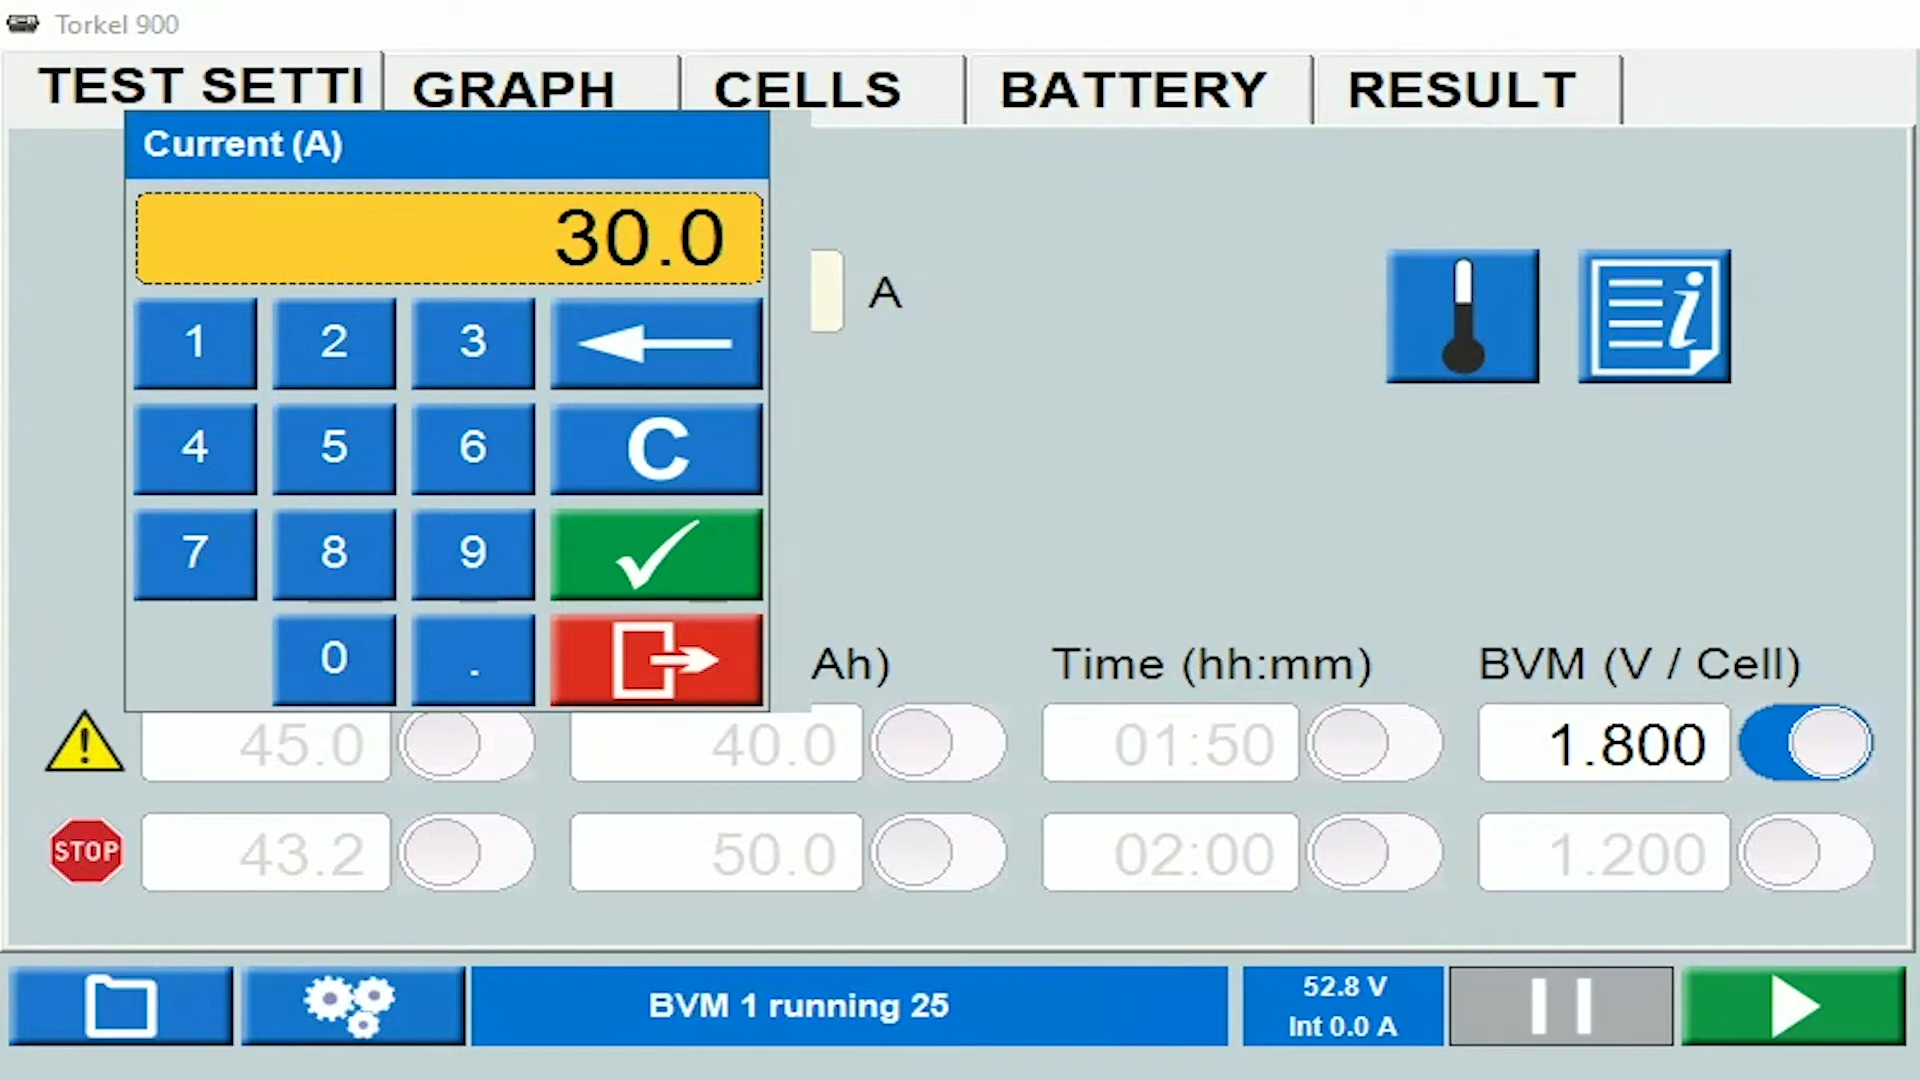 Torkel 900
TEST SETTI GRAPH CELLS BATTERY RESULT
Current (A)
30.0
A
1 2 3
4 5 6 C
7 8 9
0 .
Ah) Time (hh:mm) BVM (V / Cell)
45.0 40.0 01:50 1.800
STOP 43.2 50.0 02:00 1.200
BVM 1 running 25
52.8 V
Int 0.0 A